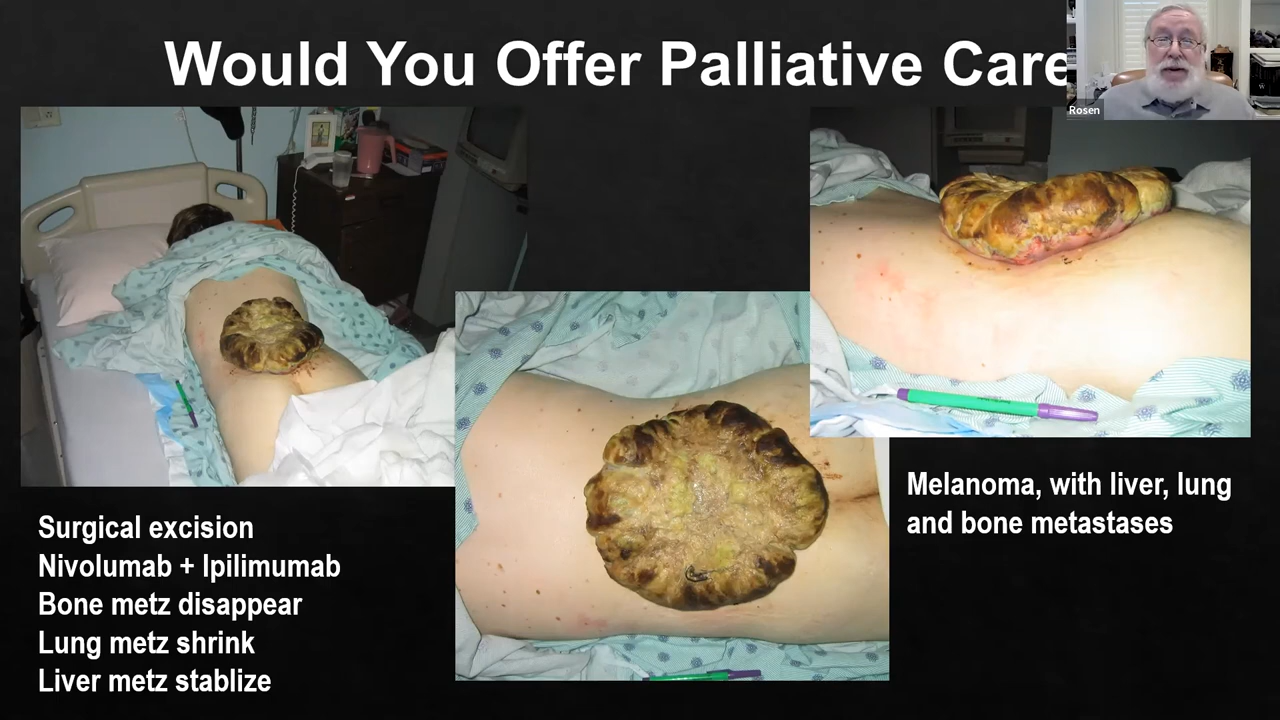 Would You Offer Palliative Care
Rosen
Melanoma, with liver, lung
and bone metastases
Surgical excision
Nivolumab + Ipilimumab
Bone metz disappear
Lung metz shrink
Liver metz stablize